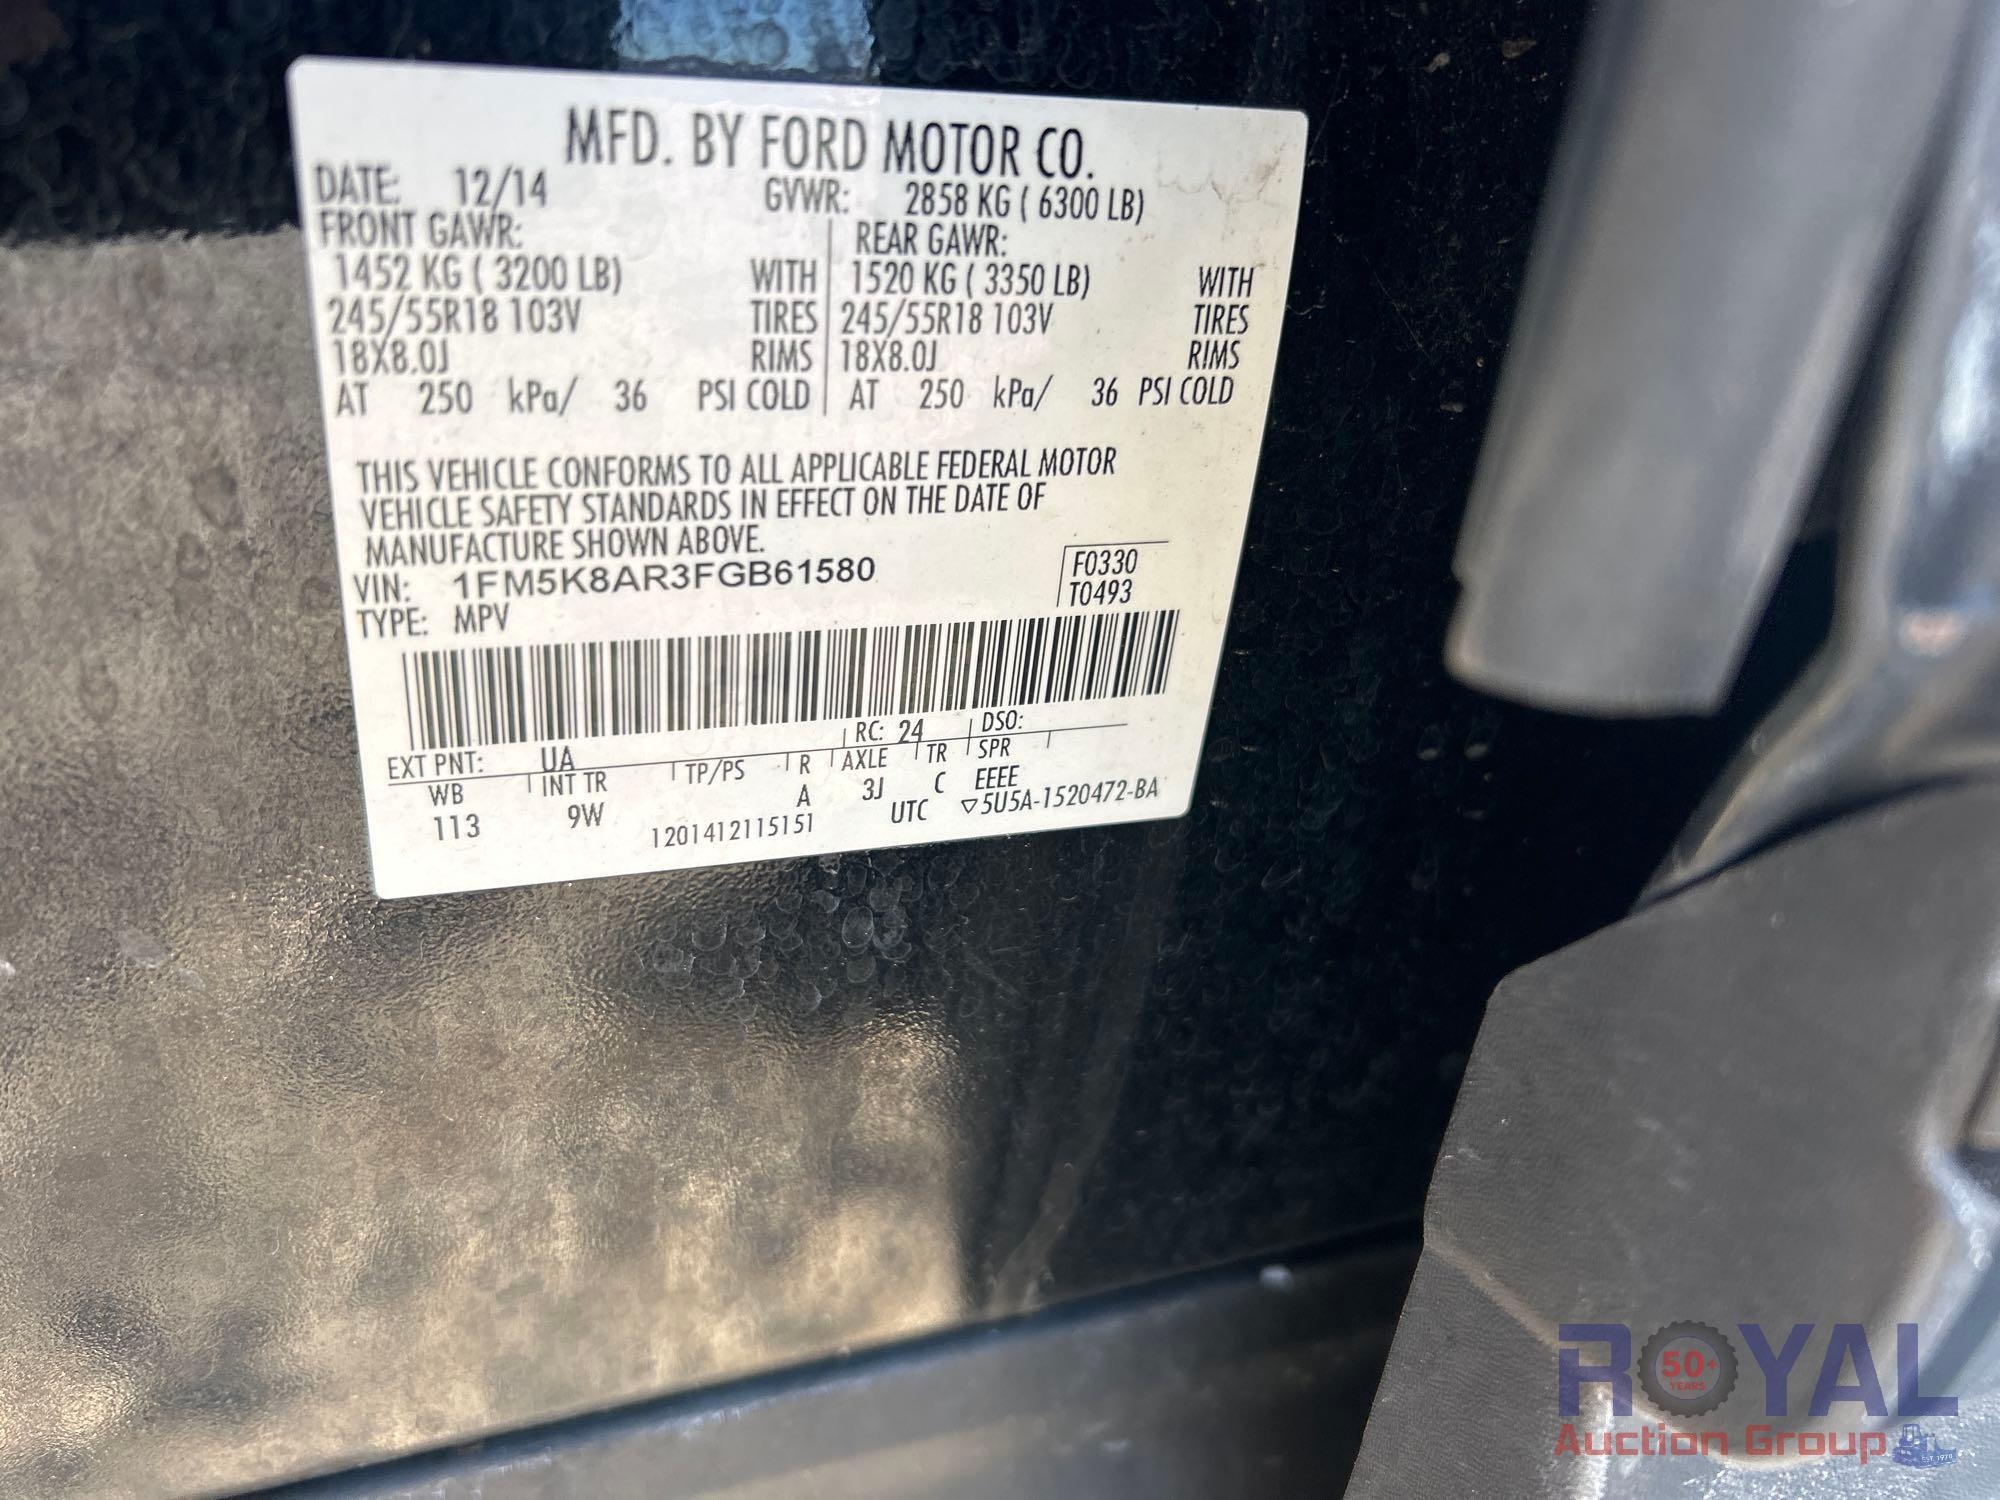 MFD. BY FORD MOTOR CO.
DATE: 12/14 GVWR: 2858 KG ( 6300 LB)
FRONT GAWR: REAR GAWR:
1452 KG ( 3200 LB) WITH 1520 KG ( 3350 LB) WITH
245/55R18 103V TIRES 245/55R18 103V TIRES
18X8.0J RIMS 18X8.0J RIMS
AT 250 kPa/ 36 PSI COLD AT 250 kPa/ 36 PSI COLD
THIS VEHICLE CONFORMS TO ALL APPLICABLE FEDERAL MOTOR
VEHICLE SAFETY STANDARDS IN EFFECT ON THE DATE OF
MANUFACTURE SHOWN ABOVE.
VIN: 1FM5K8AR3FGB61580 F0330
TYPE: MPV T0493
EXT PNT: UA RC: 24 DSO:
WB INT TR TP/PS R AXLE TR SPR
113 9W A 3J C EEEE
1201412115151 UTC ▽5U5A-1520472-BA
ROYAL
50+
YEARS
Auction Group
EST. 1970